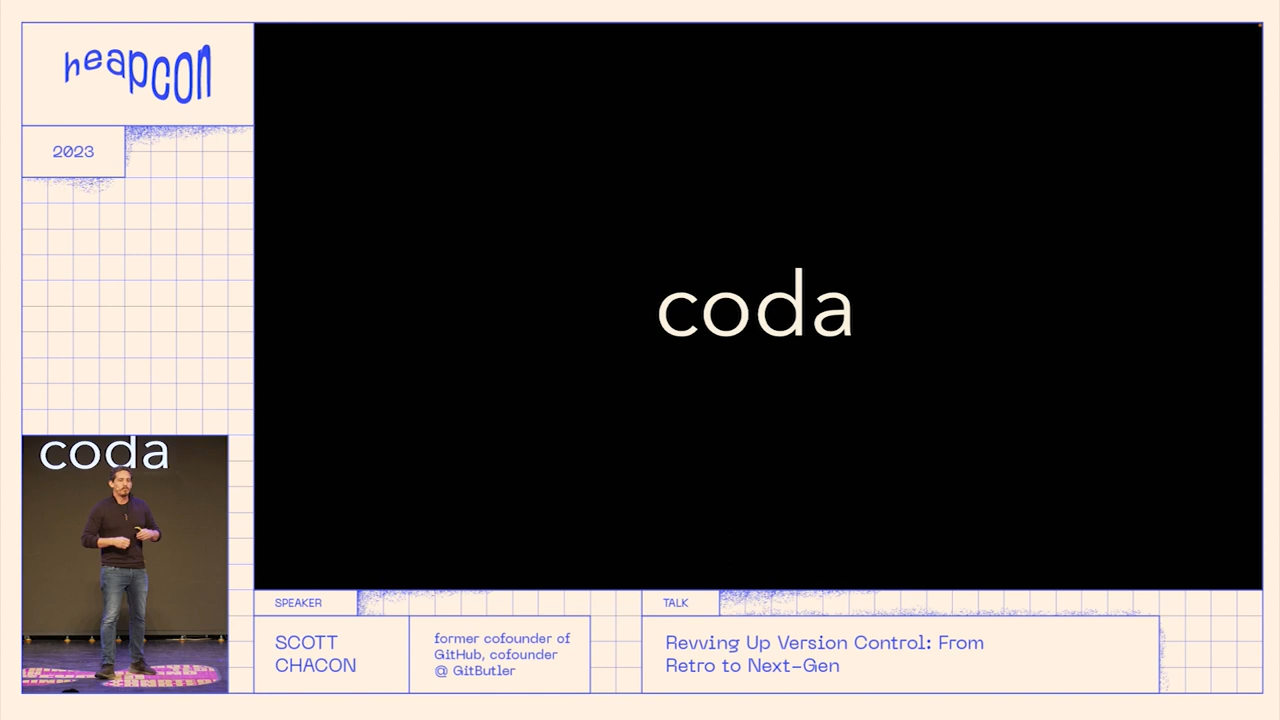 heapcon
2023
coda
coda
SPEAKER
SCOTT
CHACON
former cofounder of
GitHub, cofounder
@ GitButler
TALK
Revving Up Version Control: From
Retro to Next-Gen